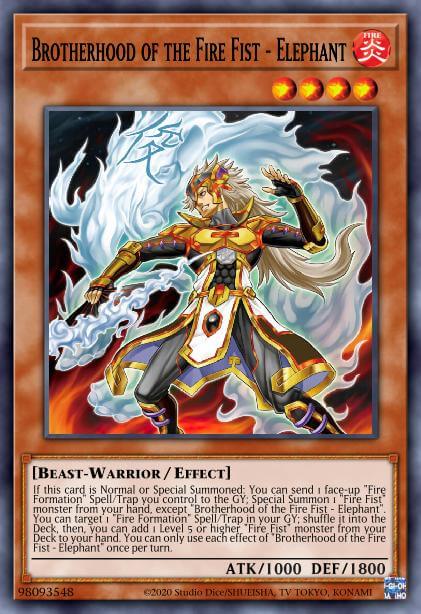 BROTHERHOOD OF THE FIRE FIST - ELEPHANT
FIRE
炎
[BEAST-WARRIOR / EFFECT]
If this card is Normal or Special Summoned: You can send 1 face-up "Fire
Formation" Spell/Trap you control to the GY; Special Summon 1 "Fire Fist"
monster from your hand, except "Brotherhood of the Fire Fist - Elephant".
You can target 1 "Fire Formation" Spell/Trap in your GY; shuffle it into
the Deck, then, you can add 1 Level 5 or higher "Fire Fist" monster from your
Deck to your hand. You can only use each effect of "Brotherhood of the Fire
Fist - Elephant" once per turn.
ATK/1000 DEF/1800
98093548
©2020 Studio Dice/SHUEISHA, TV TOKYO, KONAMI